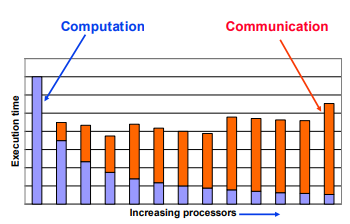 Computation
Communication
Execution time
Increasing processors